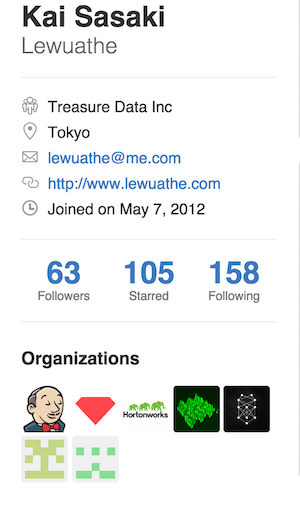 Kai Sasaki
Lewuathe
Treasure Data Inc
Tokyo
lewuathe@me.com
http://www.lewuathe.com
Joined on May 7, 2012
63 105 158
Followers Starred Following
Organizations
Hortonworks